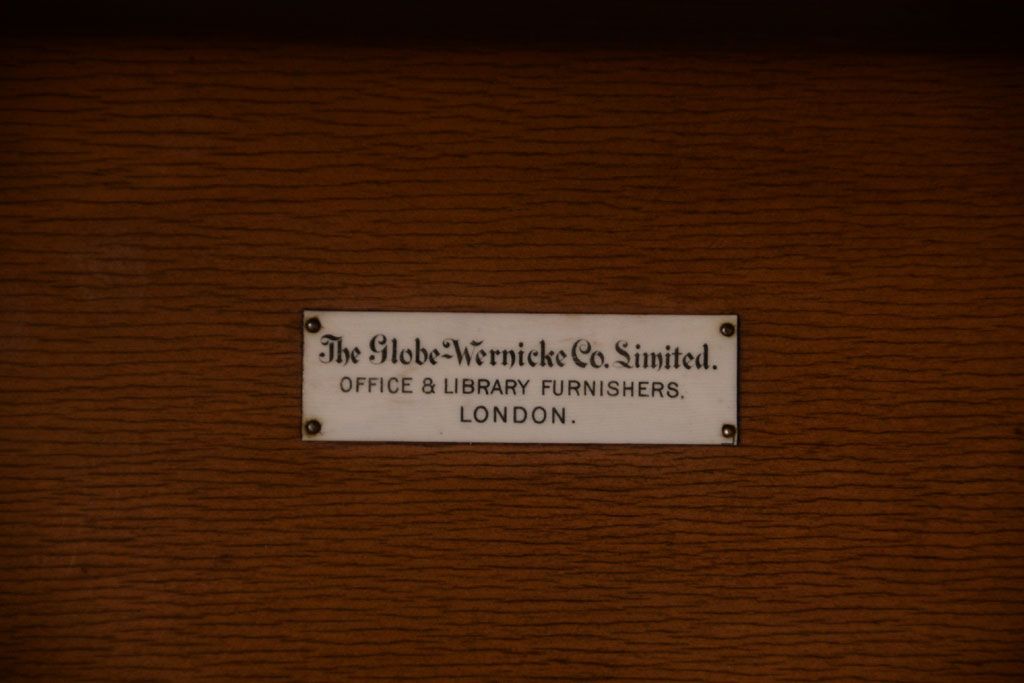 The Globe-Wernicke Co. Limited.
OFFICE & LIBRARY FURNISHERS.
LONDON.